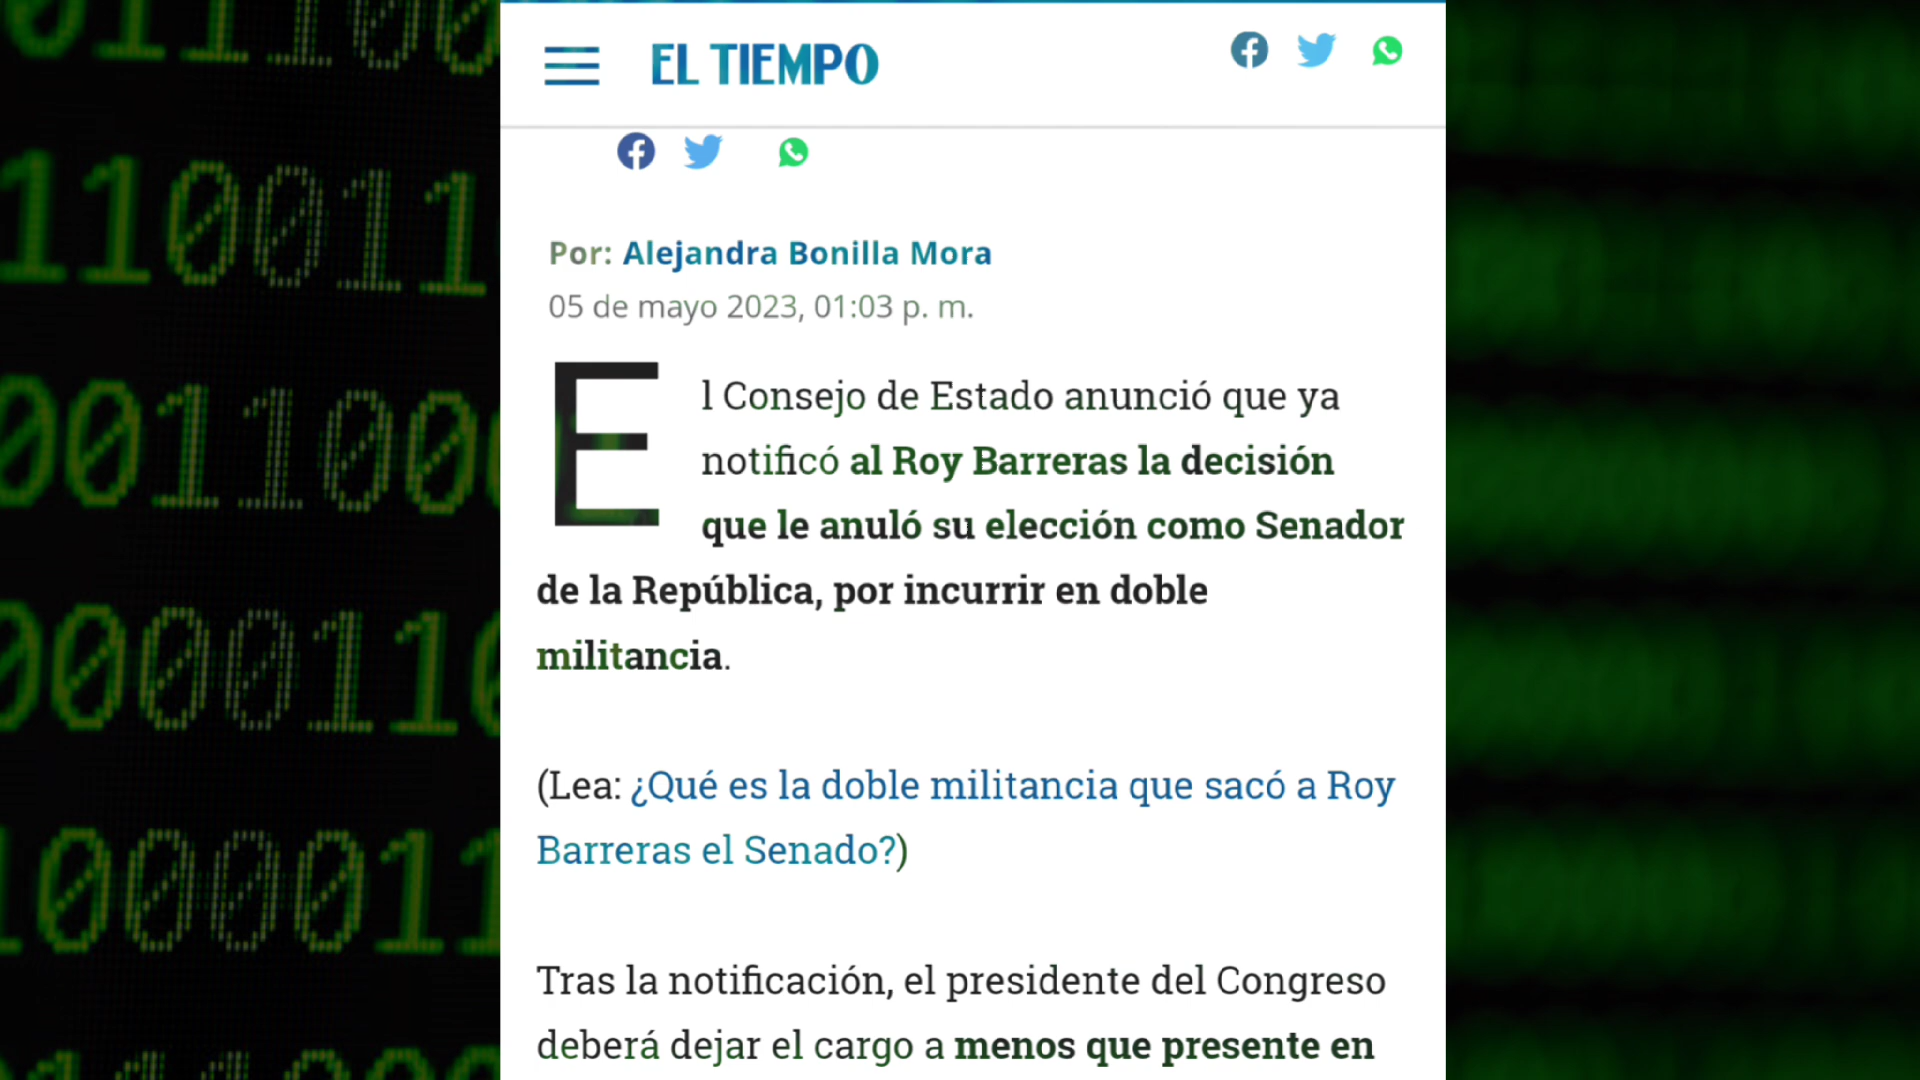 EL TIEMPO
Por: Alejandra Bonilla Mora
05 de mayo 2023, 01:03 p. m.
El Consejo de Estado anunció que ya
notificó al Roy Barreras la decisión
que le anuló su elección como Senador
de la República, por incurrir en doble
militancia.
(Lea: ¿Qué es la doble militancia que sacó a Roy
Barreras el Senado?)
Tras la notificación, el presidente del Congreso
deberá dejar el cargo a menos que presente en